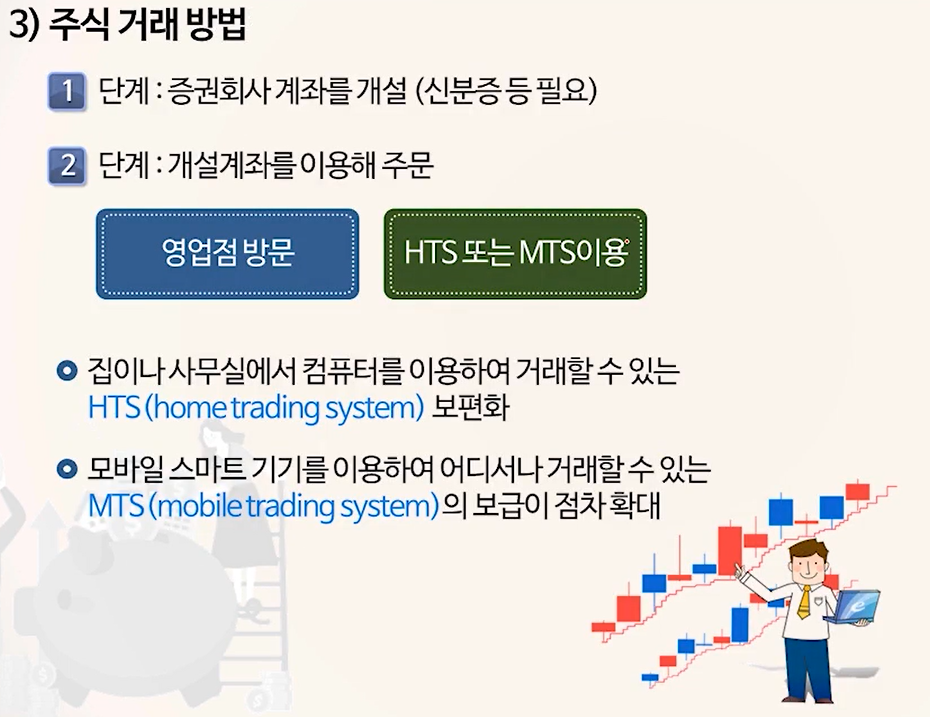 3) 주식 거래 방법
1 단계 : 증권회사 계좌를 개설 (신분증 등 필요)
2 단계 : 개설계좌를 이용해 주문
영업점 방문
HTS 또는 MTS이용
집이나 사무실에서 컴퓨터를 이용하여 거래할 수 있는
HTS (home trading system) 보편화
모바일 스마트 기기를 이용하여 어디서나 거래할 수 있는
MTS (mobile trading system)의 보급이 점차 확대
e